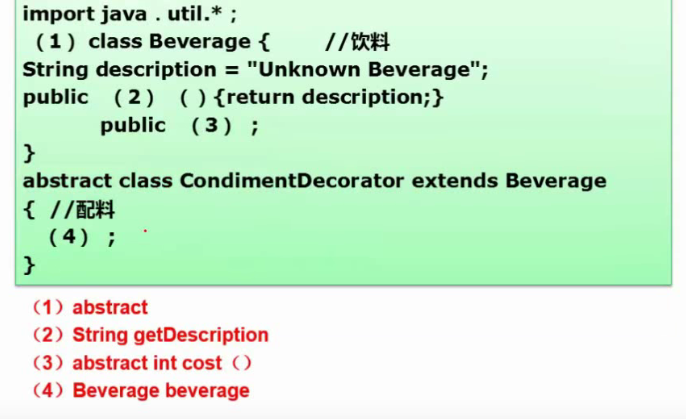 import java . util.* ;
（1）class Beverage {      //饮料
String description = "Unknown Beverage";
public （2） （ ）{return description;}
public （3） ;
}
abstract class CondimentDecorator extends Beverage
{ //配料
（4） ;
}
（1）abstract
（2）String getDescription
（3）abstract int cost（）
（4）Beverage beverage